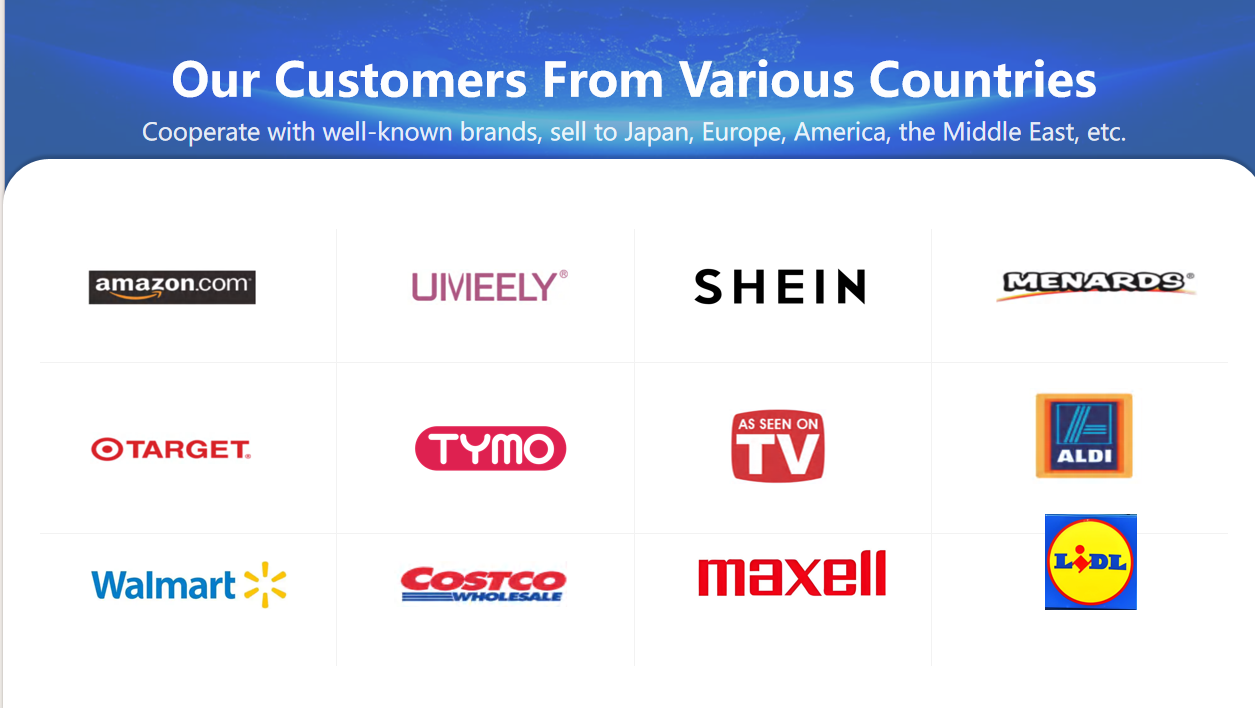 Our Customers From Various Countries
Cooperate with well-known brands, sell to Japan, Europe, America, the Middle East, etc.
amazon.com
UMEELY®
SHEIN
MENARDS®
TARGET.
TYMO
AS SEEN ON
TV
ALDI
Walmart
COSTCO
WHOLESALE
maxell
LIDL